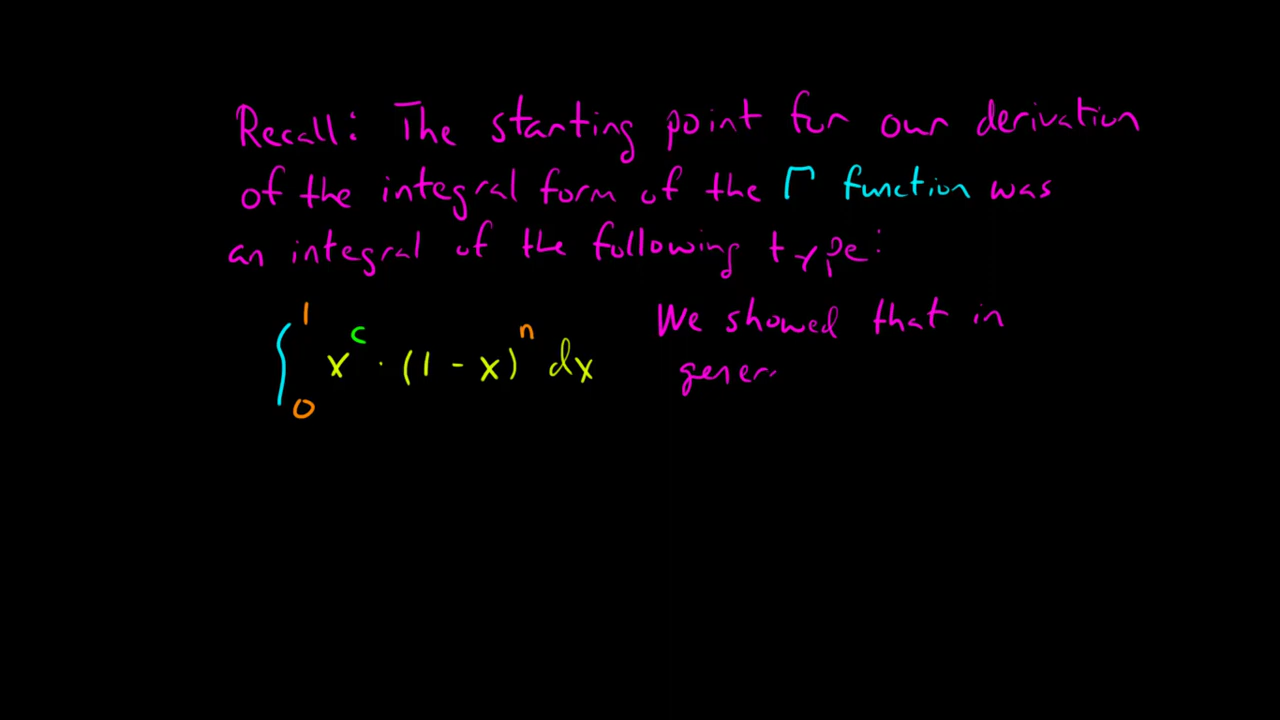 Recall: The starting point for our derivation
of the integral form of the Γ function was
an integral of the following type:
∫₀¹ x^c · (1 - x)^n dx
We showed that in
gener